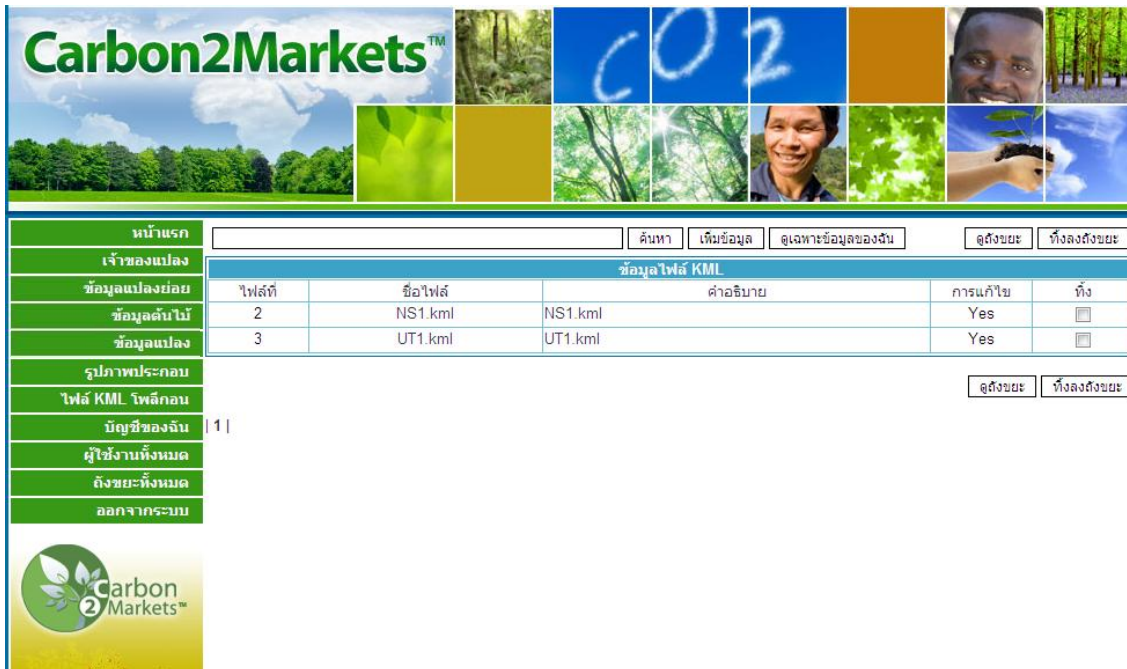 Carbon2Markets™
CO2
หน้าแรก
เจ้าของแปลง
ข้อมูลแปลงย่อย
ข้อมูลต้นไม้
ข้อมูลแปลง
รูปภาพประกอบ
ไฟล์ KML โพลีกอน
บัญชีของฉัน
ผู้ใช้งานทั้งหมด
ถังขยะทั้งหมด
ออกจากระบบ
ค้นหา เพิ่มข้อมูล ดูเฉพาะข้อมูลของฉัน ดูถังขยะ ทิ้งลงถังขยะ
ข้อมูลไฟล์ KML
ไฟล์ที่ ชื่อไฟล์ คำอธิบาย การแก้ไข ทิ้ง
2 NS1.kml NS1.kml Yes
3 UT1.kml UT1.kml Yes
ดูถังขยะ ทิ้งลงถังขยะ
| 1 |
Carbon
2 Markets™